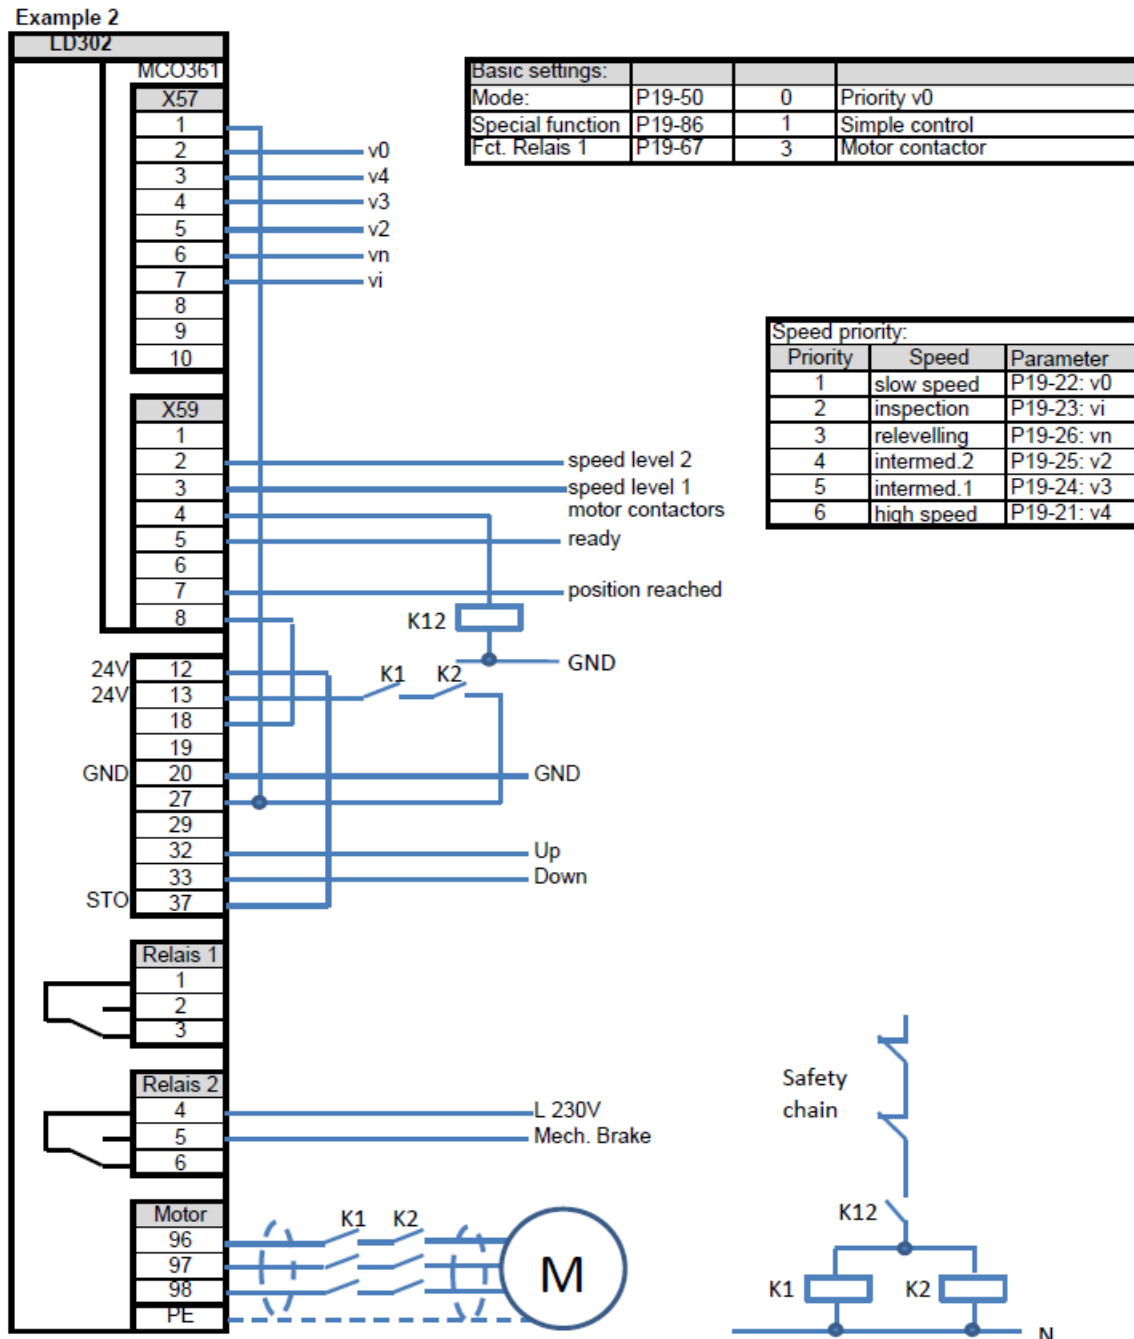 Example 2
LD302
MCO361
X57
1
2 v0
3 v4
4 v3
5 v2
6 vn
7 vi
8
9
10
Basic settings:
Mode: P19-50 0 Priority v0
Special function P19-86 1 Simple control
Fct. Relais 1 P19-67 3 Motor contactor
Speed priority:
Priority Speed Parameter
1 slow speed P19-22: v0
2 inspection P19-23: vi
3 relevelling P19-26: vn
4 intermed.2 P19-25: v2
5 intermed.1 P19-24: v3
6 high speed P19-21: v4
X59
1
2 speed level 2
3 speed level 1
4 motor contactors
5 ready
6
7 position reached
8
K12
GND
24V 12
24V 13
K1 K2
18
19
GND 20 GND
27
29
32 Up
33 Down
STO 37
Relais 1
1
2
3
Relais 2
4 L 230V
5 Mech. Brake
6
Motor
96
97
98
PE
K1 K2
M
Safety
chain
K12
K1 K2
N